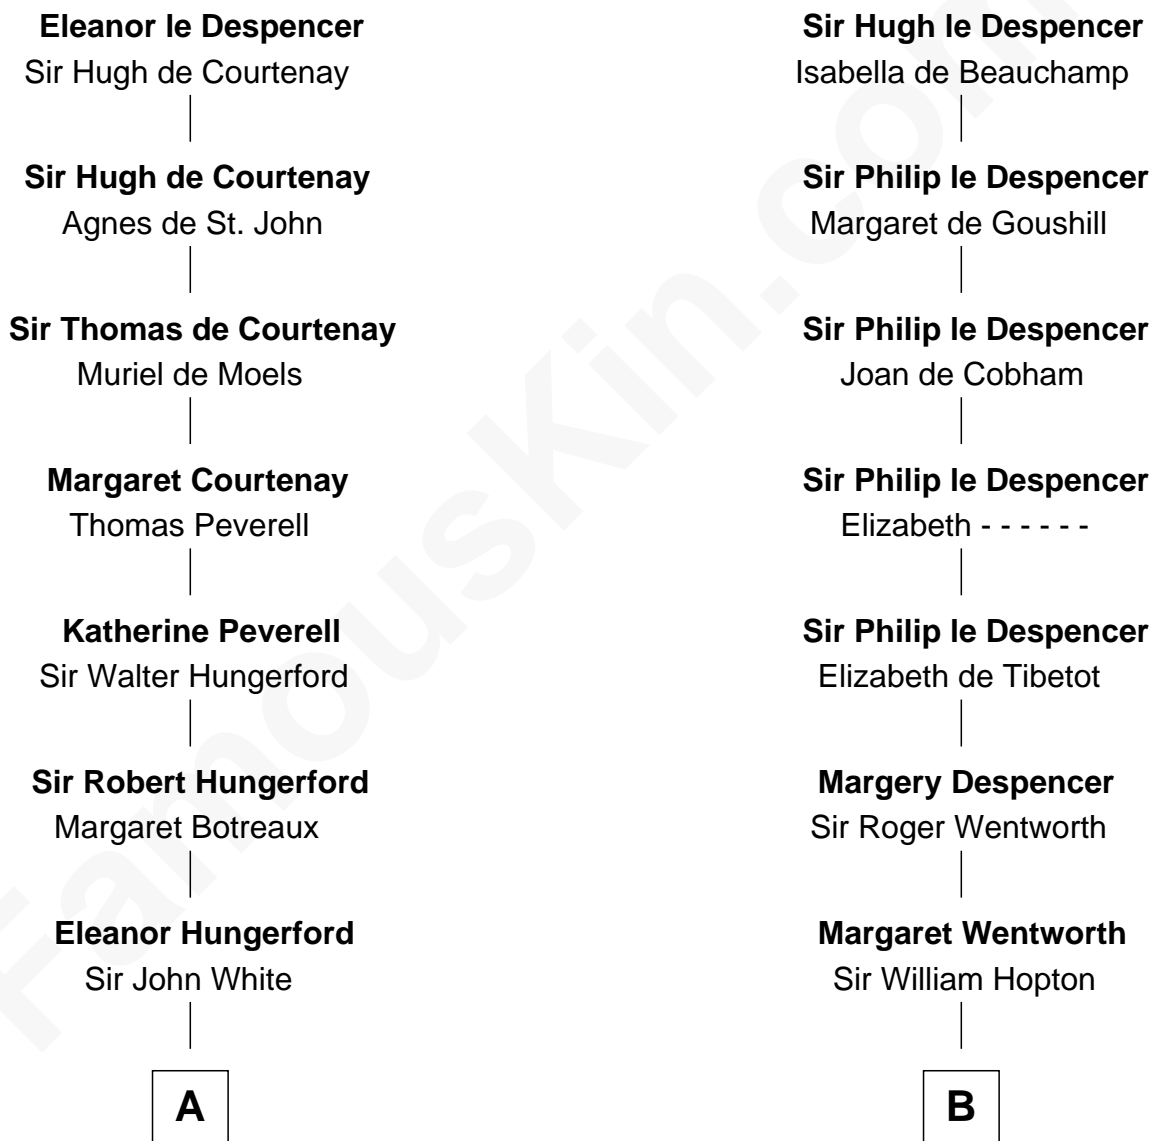 Eleanor le Despencer
Sir Hugh de Courtenay
Sir Hugh de Courtenay
Agnes de St. John
Sir Thomas de Courtenay
Muriel de Moels
Margaret Courtenay
Thomas Peverell
Katherine Peverell
Sir Walter Hungerford
Sir Robert Hungerford
Margaret Botreaux
Eleanor Hungerford
Sir John White
A
Sir Hugh le Despencer
Isabella de Beauchamp
Sir Philip le Despencer
Margaret de Goushill
Sir Philip le Despencer
Joan de Cobham
Sir Philip le Despencer
Elizabeth - - - - - -
Sir Philip le Despencer
Elizabeth de Tibetot
Margery Despencer
Sir Roger Wentworth
Margaret Wentworth
Sir William Hopton
B
FamousKin.com